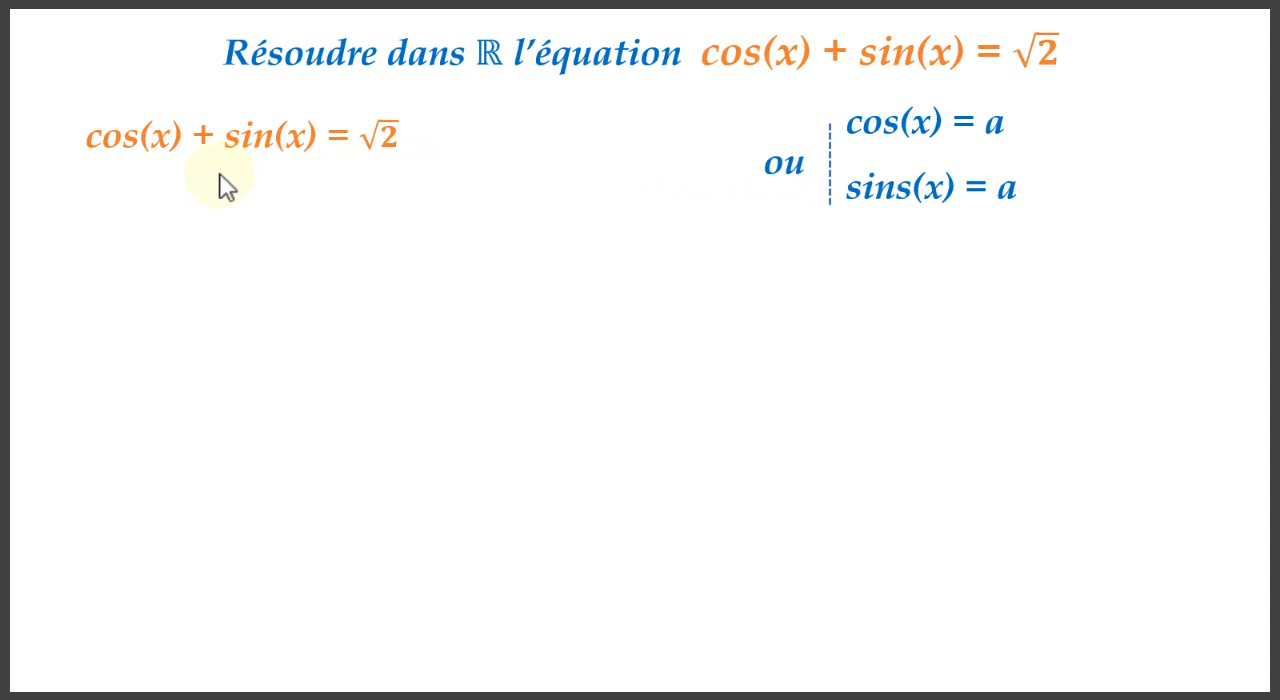 Résoudre dans ℝ l’équation cos(x) + sin(x) = √2
cos(x) + sin(x) = √2
cos(x) = a
ou
sins(x) = a